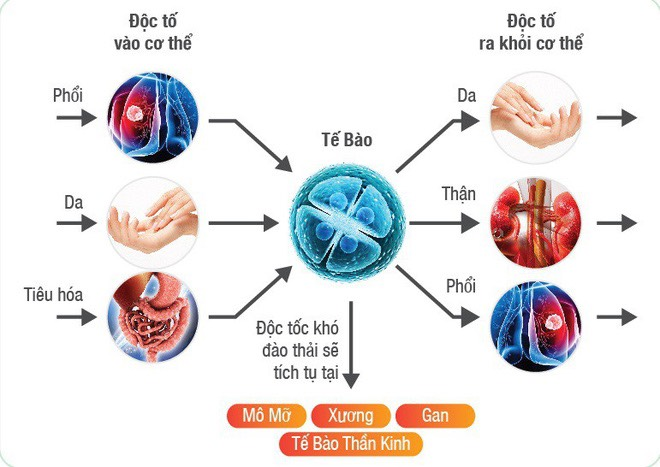 Độc tố
vào cơ thể
Phổi
Da
Tiêu hóa
Tế Bào
Độc tốc khó
đào thải sẽ
tích tụ tại
Mô Mỡ
Xương
Gan
Tế Bào Thần Kinh
Độc tố
ra khỏi cơ thể
Da
Thận
Phổi